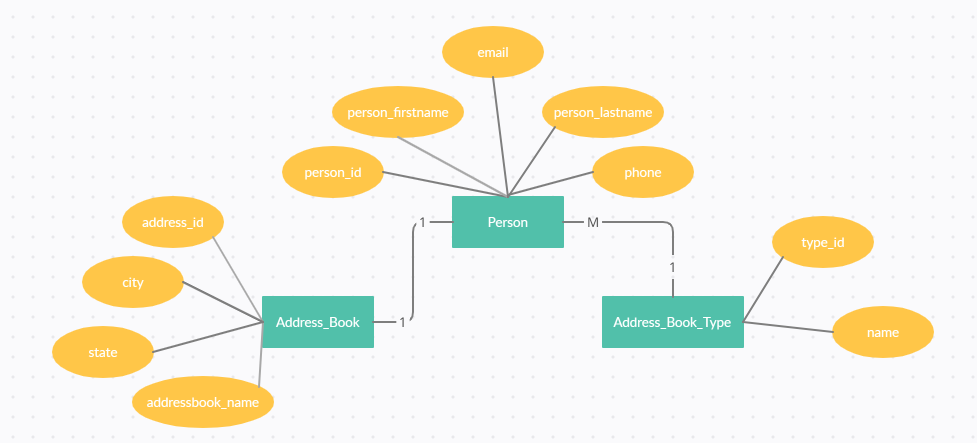 email
person_firstname
person_lastname
person_id
phone
address_id
1
Person
M
type_id
1
city
Address_Book
1
Address_Book_Type
name
state
addressbook_name